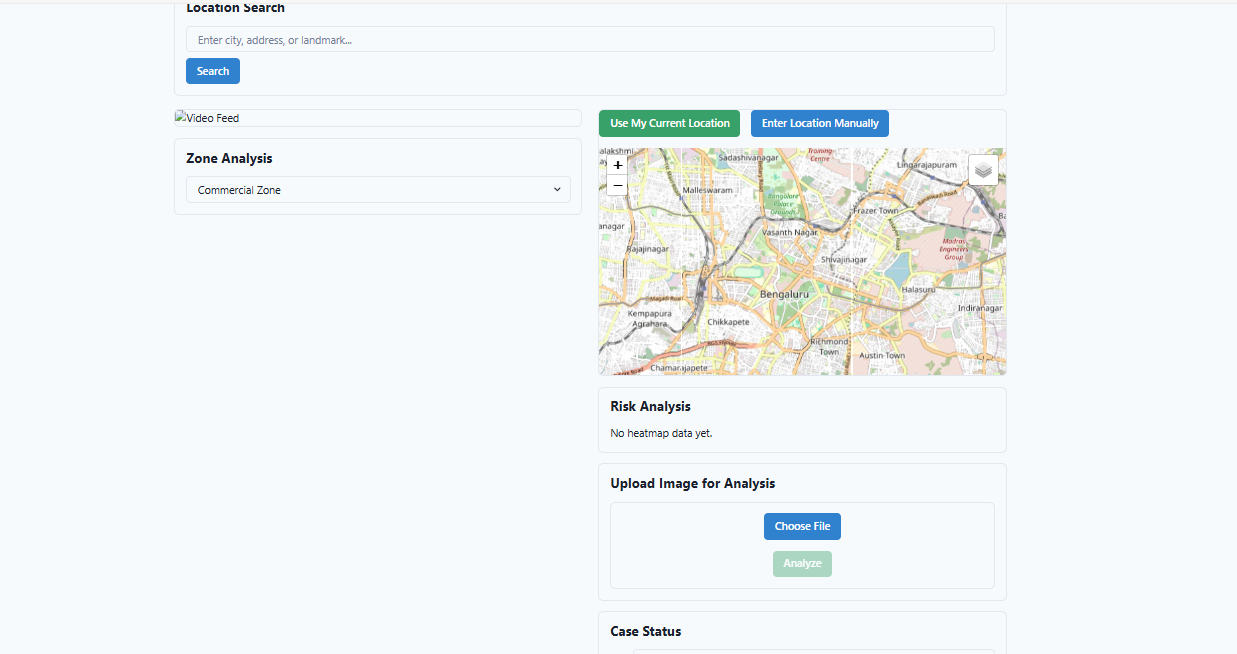 Location Search
Enter city, address, or landmark...
Search
Video Feed
Zone Analysis
Commercial Zone
Use My Current Location
Enter Location Manually
+
−
alakshmi
Sadashivanagar
Training
Centre
Lingarajapuram
Malleswaram
Bangalore
Palace
Grounds
Frazer Town
anagar
Vasanth Nagar
Rajajinagar
Madras
Engineers
Group
Shivajinagar
Halasuru
Bengaluru
Magadi Road
Indiranagar
Kempapura
Agrahara
Chikkapete
Richmond
Town
Austin Town
Chamarajapete
Risk Analysis
No heatmap data yet.
Upload Image for Analysis
Choose File
Analyze
Case Status